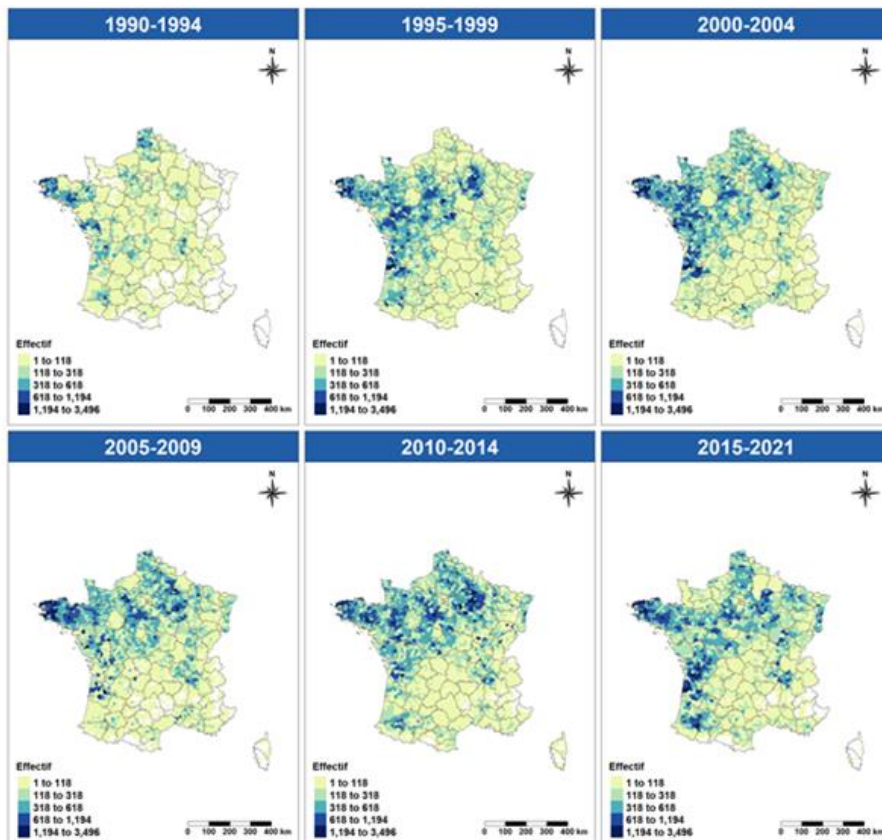 1990-1994
N
Effectif
1 to 118
118 to 318
318 to 618
618 to 1,194
1,194 to 3,496
0 100 200 300 400 km
1995-1999
N
Effectif
1 to 118
118 to 318
318 to 618
618 to 1,194
1,194 to 3,496
0 100 200 300 400 km
2000-2004
N
Effectif
1 to 118
118 to 318
318 to 618
618 to 1,194
1,194 to 3,496
0 100 200 300 400 km
2005-2009
N
Effectif
1 to 118
118 to 318
318 to 618
618 to 1,194
1,194 to 3,496
0 100 200 300 400 km
2010-2014
N
Effectif
1 to 118
118 to 318
318 to 618
618 to 1,194
1,194 to 3,496
0 100 200 300 400 km
2015-2021
N
Effectif
1 to 118
118 to 318
318 to 618
618 to 1,194
1,194 to 3,496
0 100 200 300 400 km